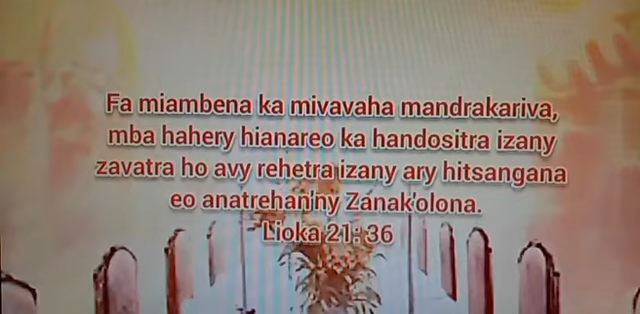 Fa miambena ka mivavaha mandrakariva,
mba hahery hianareo ka handositra izany
zavatra ho avy rehetra izany ary hitsangana
eo anatrehan'ny Zanak'olona.
Lioka 21: 36